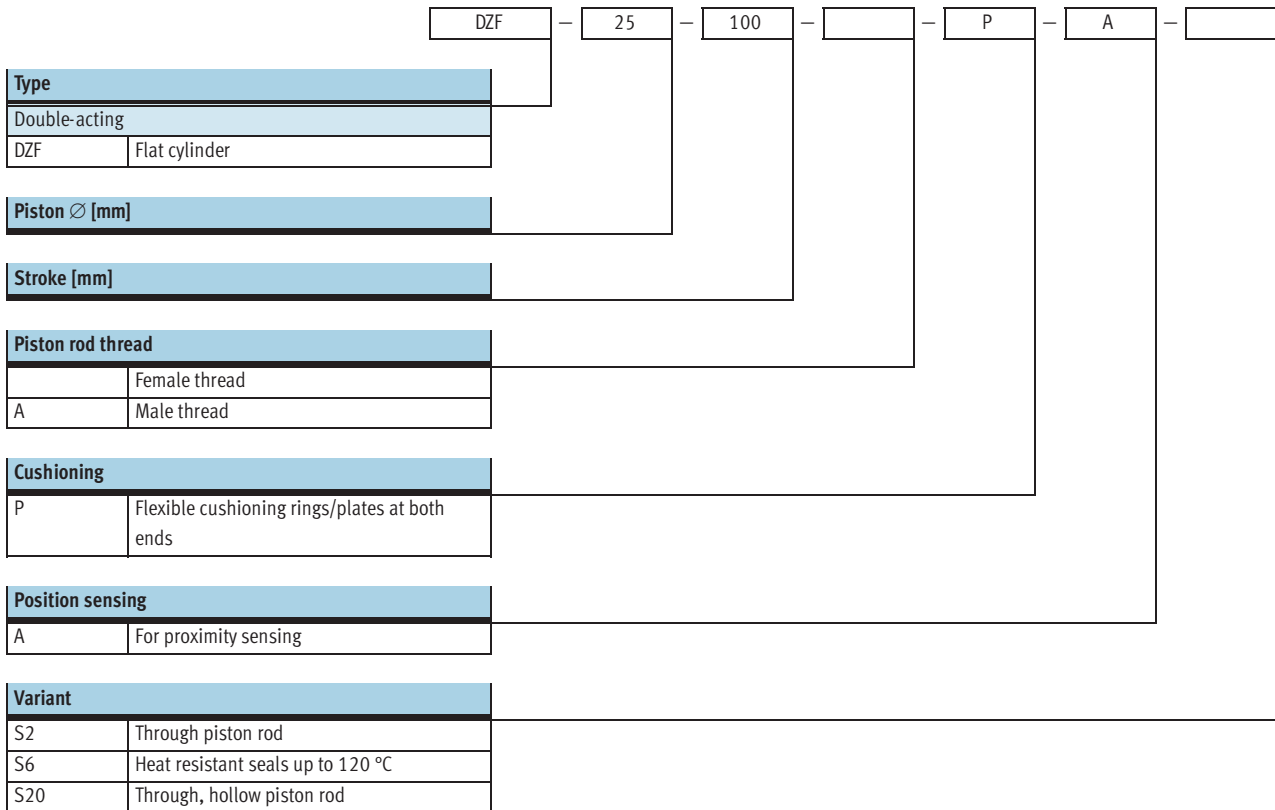 DZF – 25 – 100 – – P – A –
Type
Double-acting
DZF Flat cylinder
Piston ∅ [mm]
Stroke [mm]
Piston rod thread
Female thread
A Male thread
Cushioning
P Flexible cushioning rings/plates at both
ends
Position sensing
A For proximity sensing
Variant
S2 Through piston rod
S6 Heat resistant seals up to 120 °C
S20 Through, hollow piston rod